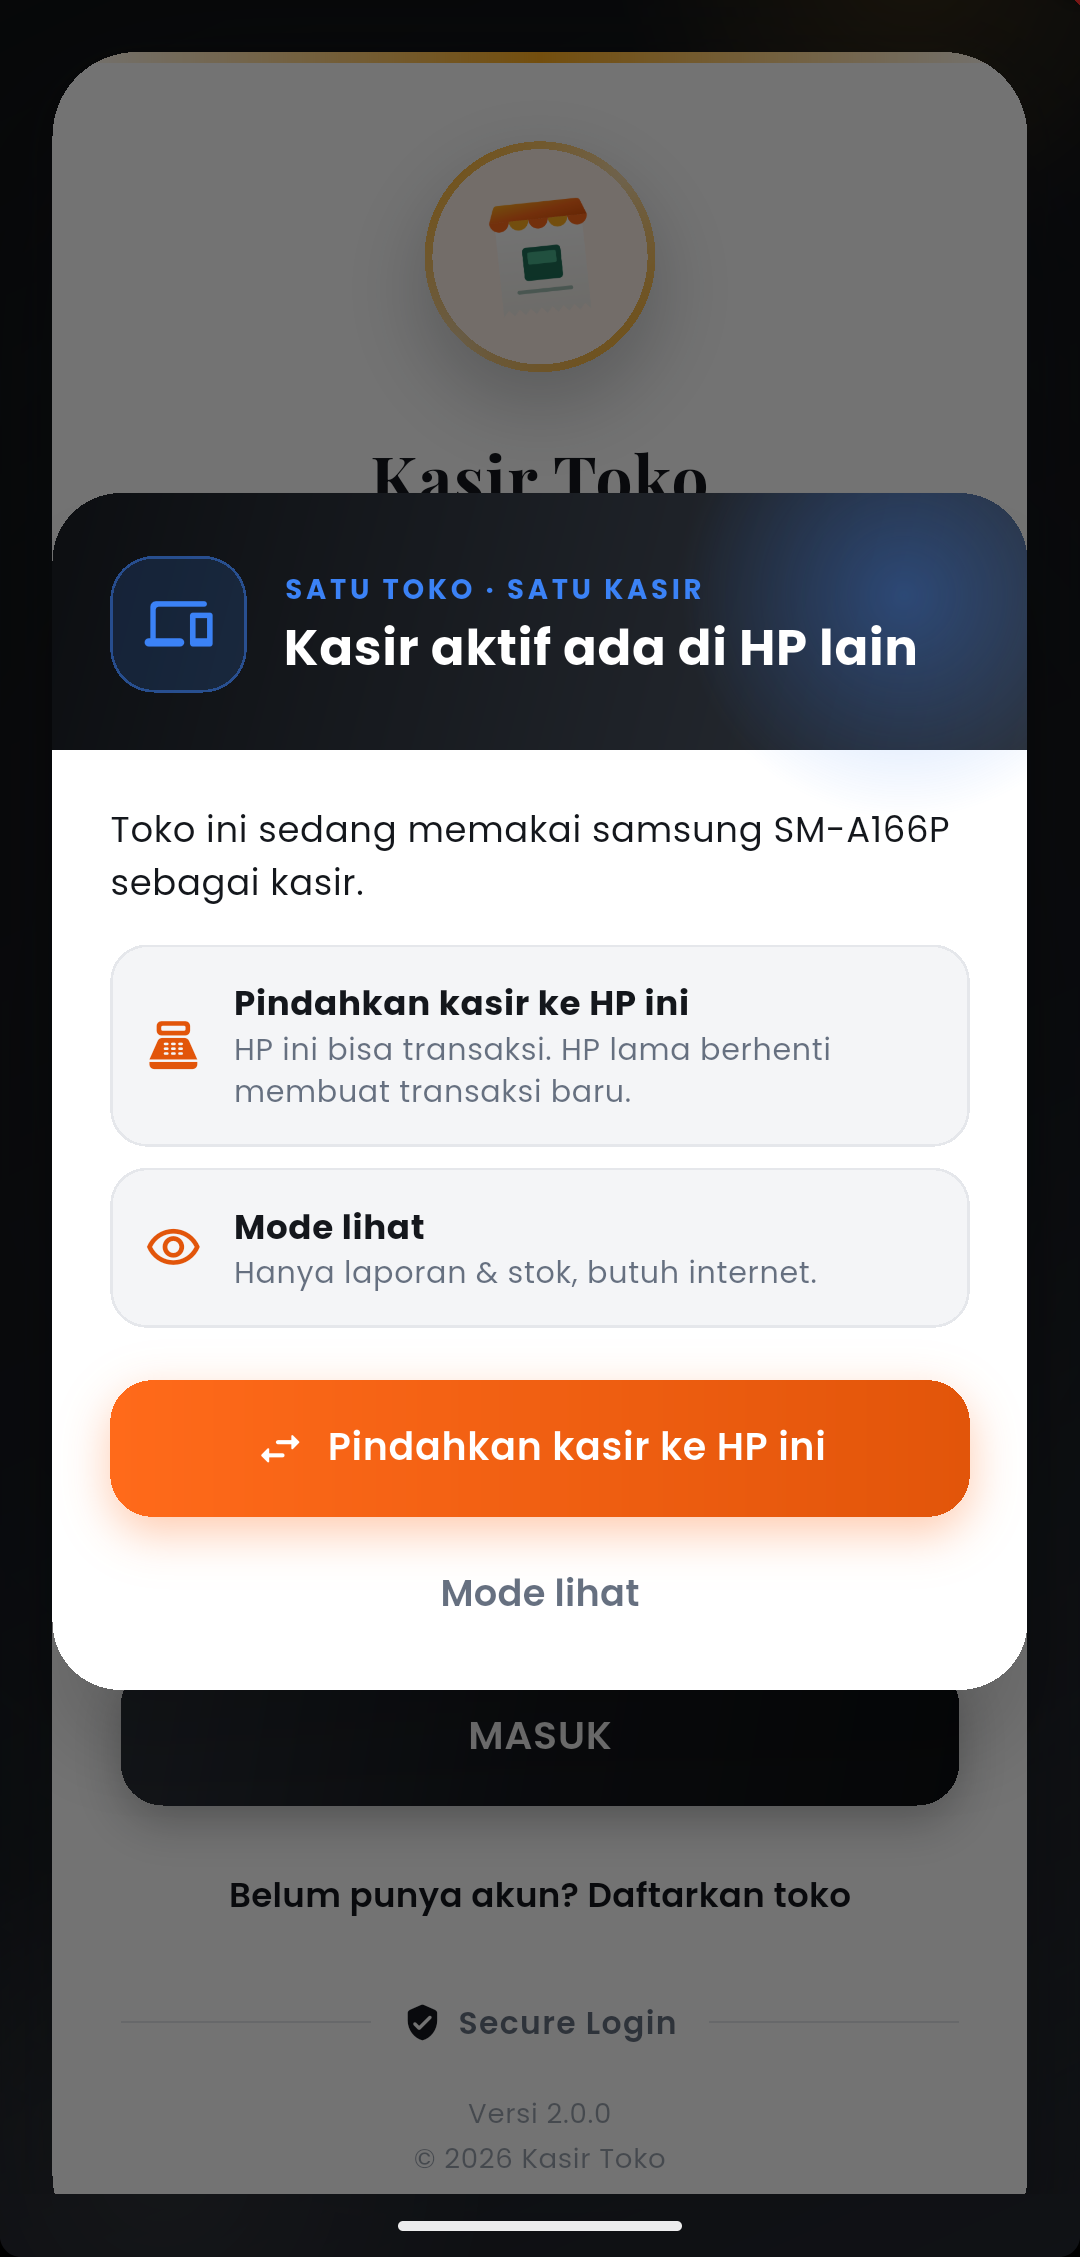 Kasir Toko
SATU TOKO · SATU KASIR
Kasir aktif ada di HP lain
Toko ini sedang memakai samsung SM-A166P
sebagai kasir.
Pindahkan kasir ke HP ini
HP ini bisa transaksi. HP lama berhenti
membuat transaksi baru.
Mode lihat
Hanya laporan & stok, butuh internet.
Pindahkan kasir ke HP ini
Mode lihat
MASUK
Belum punya akun? Daftarkan toko
Secure Login
Versi 2.0.0
© 2026 Kasir Toko